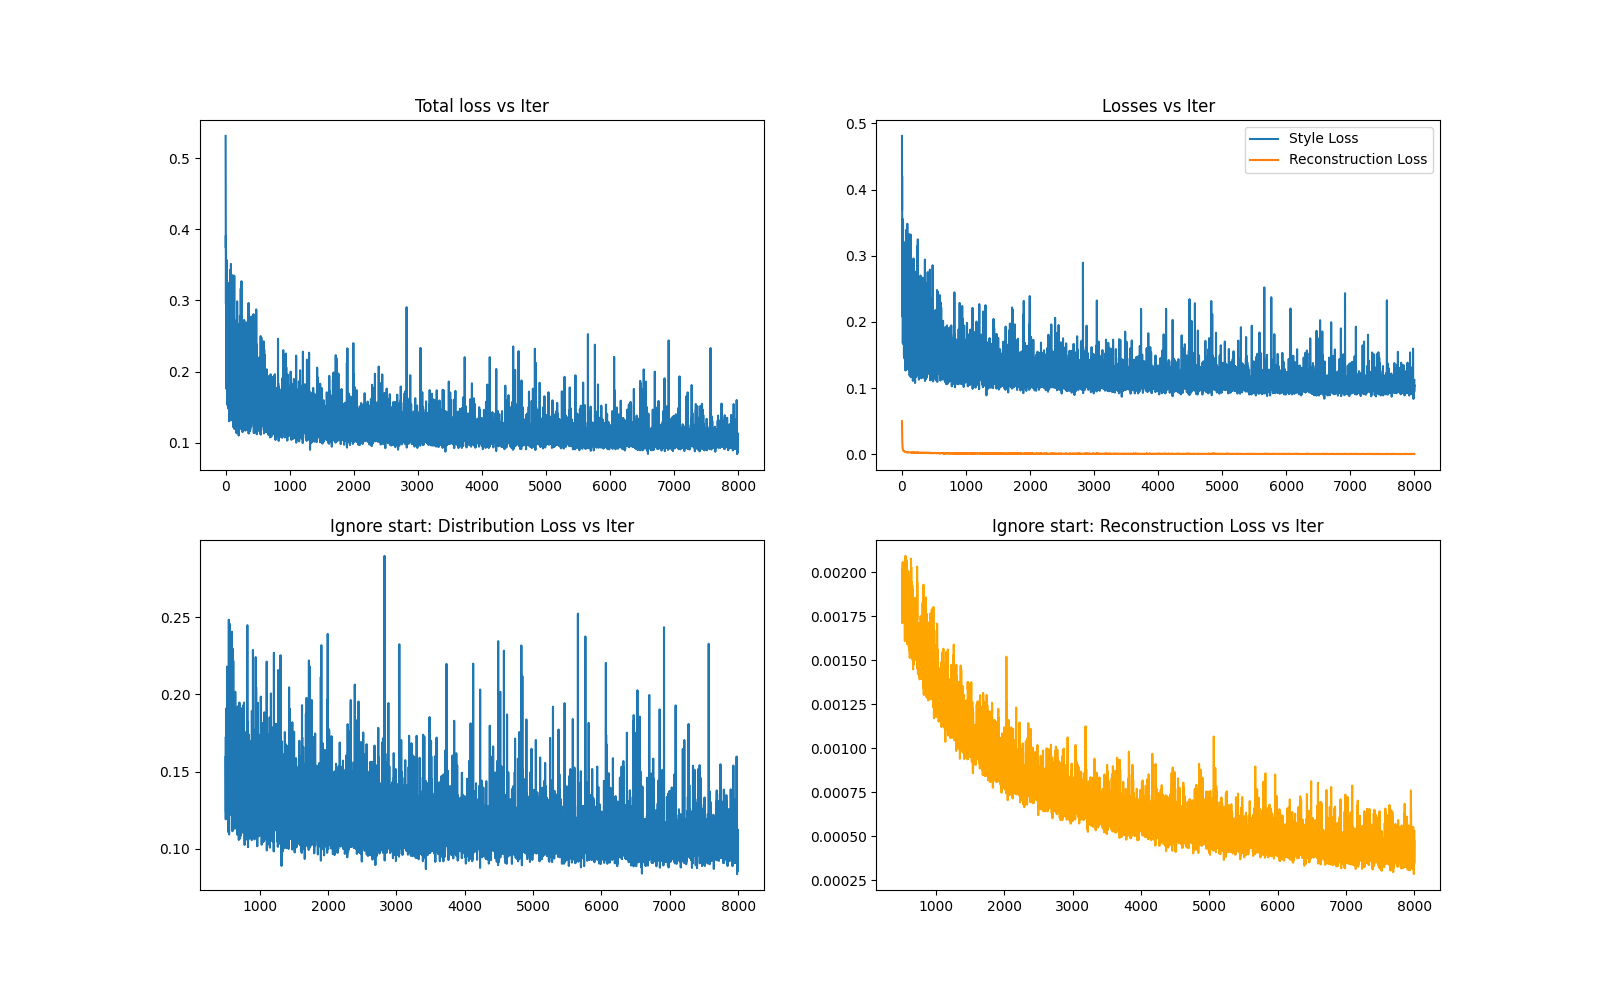 Total loss vs Iter
0.5
0.4
0.3
0.2
0.1
0 1000 2000 3000 4000 5000 6000 7000 8000
Losses vs Iter
Style Loss
Reconstruction Loss
0.5
0.4
0.3
0.2
0.1
0.0
0 1000 2000 3000 4000 5000 6000 7000 8000
Ignore start: Distribution Loss vs Iter
0.25
0.20
0.15
0.10
1000 2000 3000 4000 5000 6000 7000 8000
Ignore start: Reconstruction Loss vs Iter
0.00200
0.00175
0.00150
0.00125
0.00100
0.00075
0.00050
0.00025
1000 2000 3000 4000 5000 6000 7000 8000